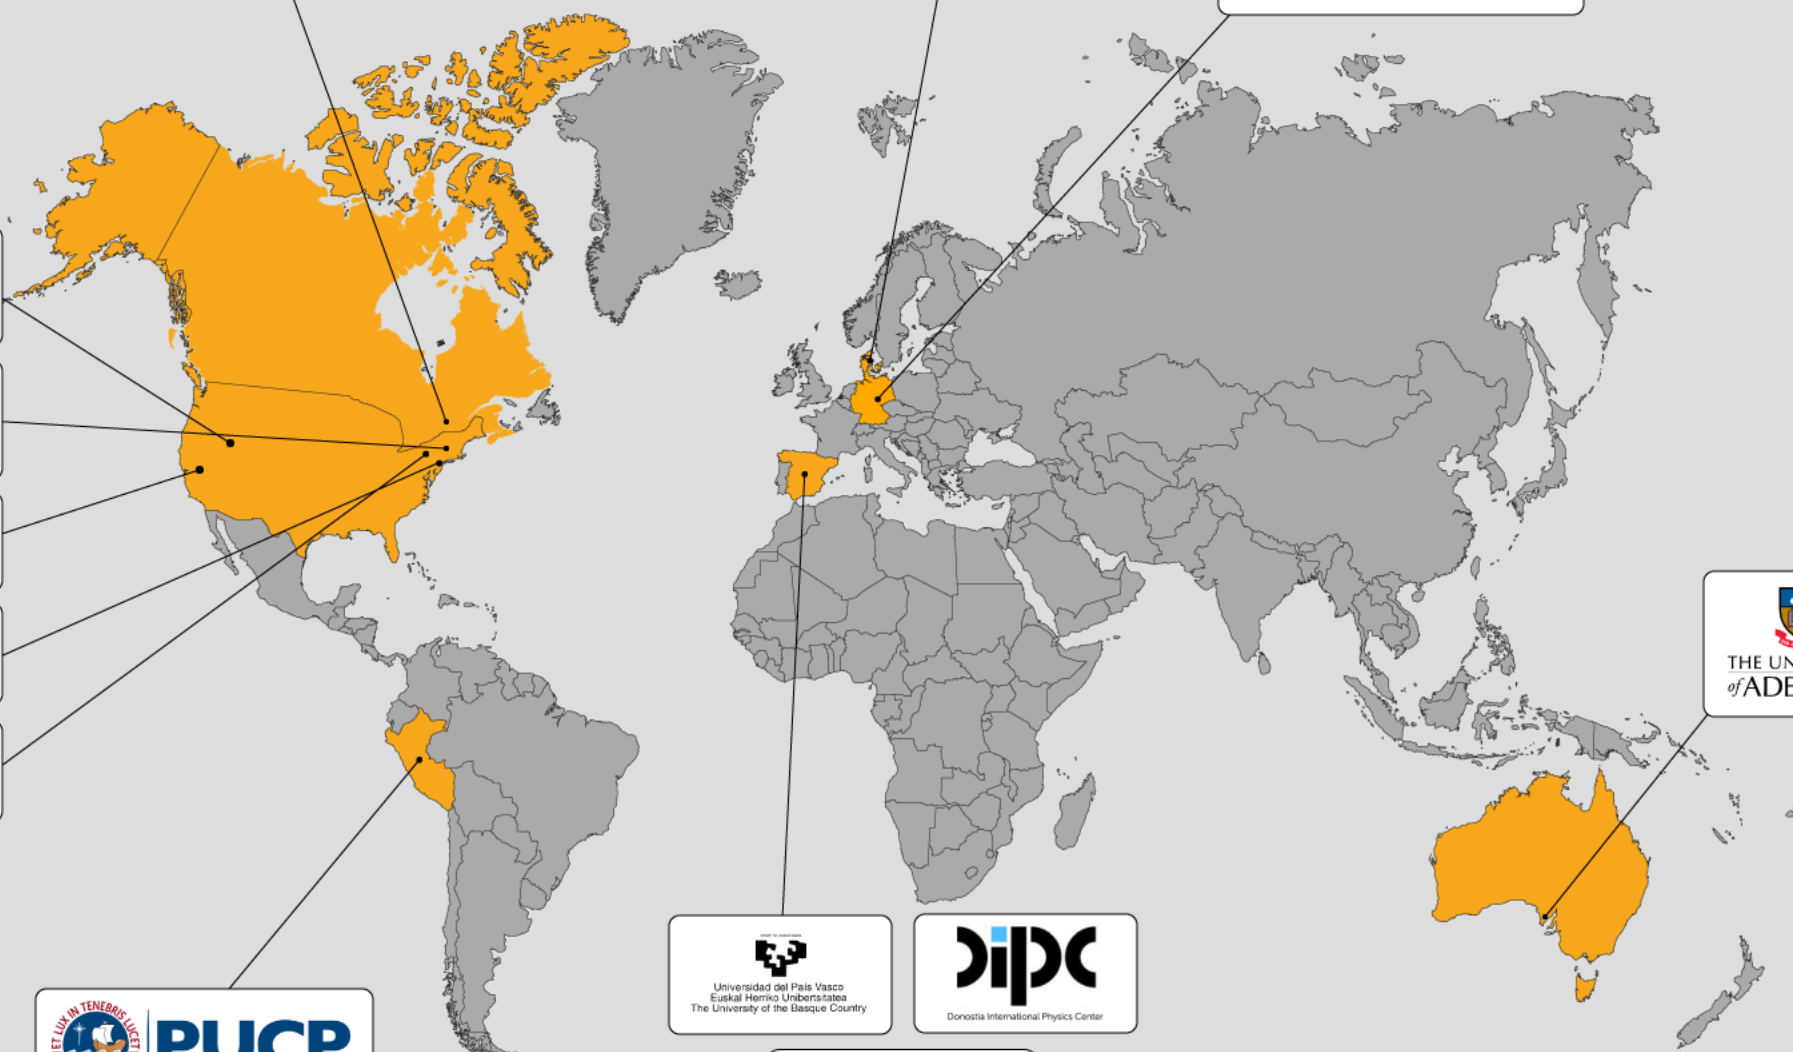 THE UN
of ADE
Universidad del País Vasco
Euskal Herriko Unibertsitatea
The University of the Basque Country
dipc
Donostia International Physics Center
ET LUX IN TENEBRIS LUCET
PUCP